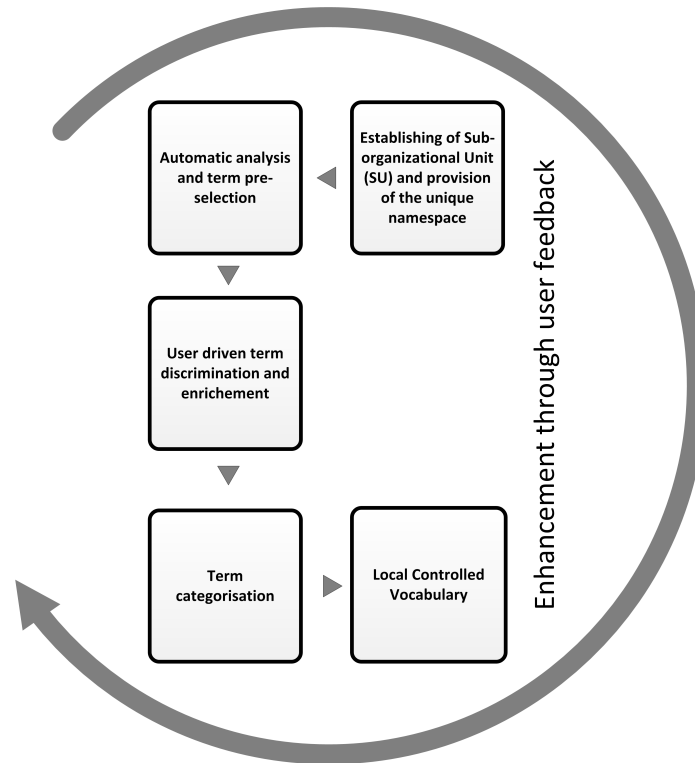 Automatic analysis
and term pre-
selection
Establishing of Sub-
organizational Unit
(SU) and provision
of the unique
namespace
User driven term
discrimination and
enrichement
Term
categorisation
Local Controlled
Vocabulary
Enhancement through user feedback